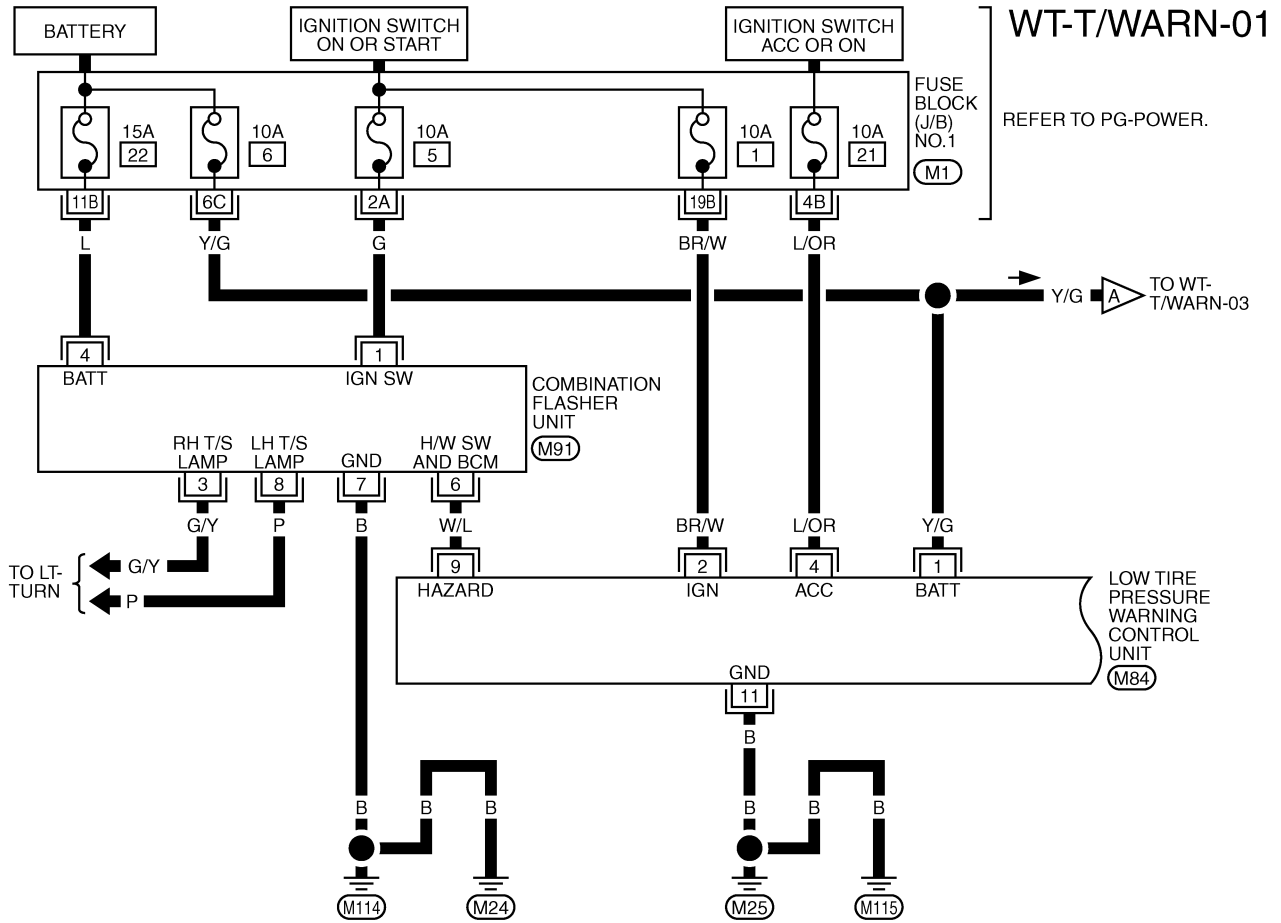 WT-T/WARN-01
BATTERY
IGNITION SWITCH
ON OR START
IGNITION SWITCH
ACC OR ON
FUSE
BLOCK
(J/B)
NO.1
M1
REFER TO PG-POWER.
15A
22
10A
6
10A
5
10A
1
10A
21
11B
6C
2A
19B
4B
L
Y/G
G
BR/W
L/OR
Y/G
A
TO WT-
T/WARN-03
4
1
BATT
IGN SW
COMBINATION
FLASHER
UNIT
M91
RH T/S
LAMP
LH T/S
LAMP
GND
H/W SW
AND BCM
3
8
7
6
G/Y
P
B
W/L
BR/W
L/OR
Y/G
TO LT-
TURN
G/Y
P
9
2
4
1
HAZARD
IGN
ACC
BATT
LOW TIRE
PRESSURE
WARNING
CONTROL
UNIT
M84
GND
11
B
B
B
B
B
B
B
M114
M24
M25
M115